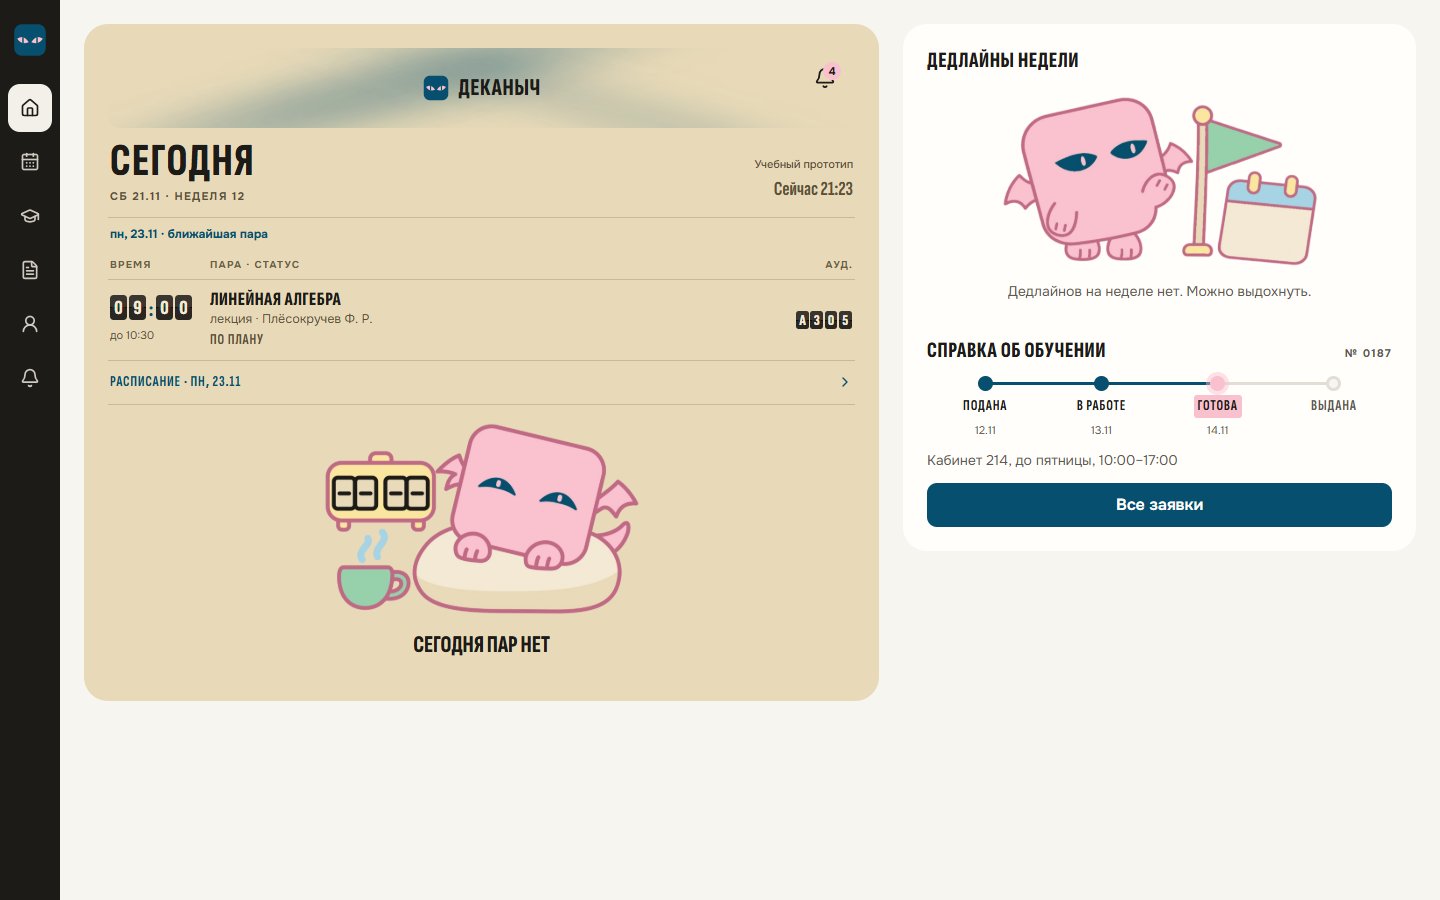 ДЕКАНЫЧ
4
СЕГОДНЯ
СБ 21.11 · НЕДЕЛЯ 12
Учебный прототип
Сейчас 21:23
пн, 23.11 · ближайшая пара
ВРЕМЯ ПАРА · СТАТУС АУД.
09:00
до 10:30
ЛИНЕЙНАЯ АЛГЕБРА
лекция · Плёсокручев Ф. Р.
ПО ПЛАНУ
А305
РАСПИСАНИЕ · ПН, 23.11
СЕГОДНЯ ПАР НЕТ
ДЕДЛАЙНЫ НЕДЕЛИ
Дедлайнов на неделе нет. Можно выдохнуть.
СПРАВКА ОБ ОБУЧЕНИИ
№ 0187
ПОДАНА В РАБОТЕ ГОТОВА ВЫДАНА
12.11 13.11 14.11
Кабинет 214, до пятницы, 10:00–17:00
Все заявки